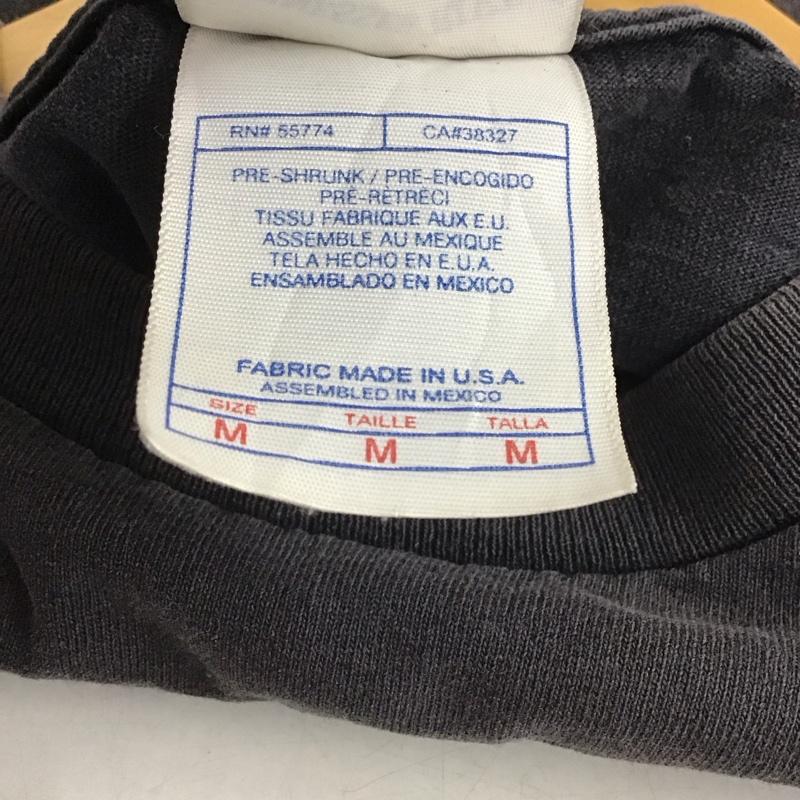 RN# 55774 CA#38327
PRE-SHRUNK / PRE-ENCOGIDO
PRÉ-RÉTRÉCI
TISSU FABRIQUE AUX E.U.
ASSEMBLE AU MEXIQUE
TELA HECHO EN E.U.A.
ENSAMBLADO EN MEXICO
FABRIC MADE IN U.S.A.
ASSEMBLED IN MEXICO
SIZE TAILLE TALLA
M M M